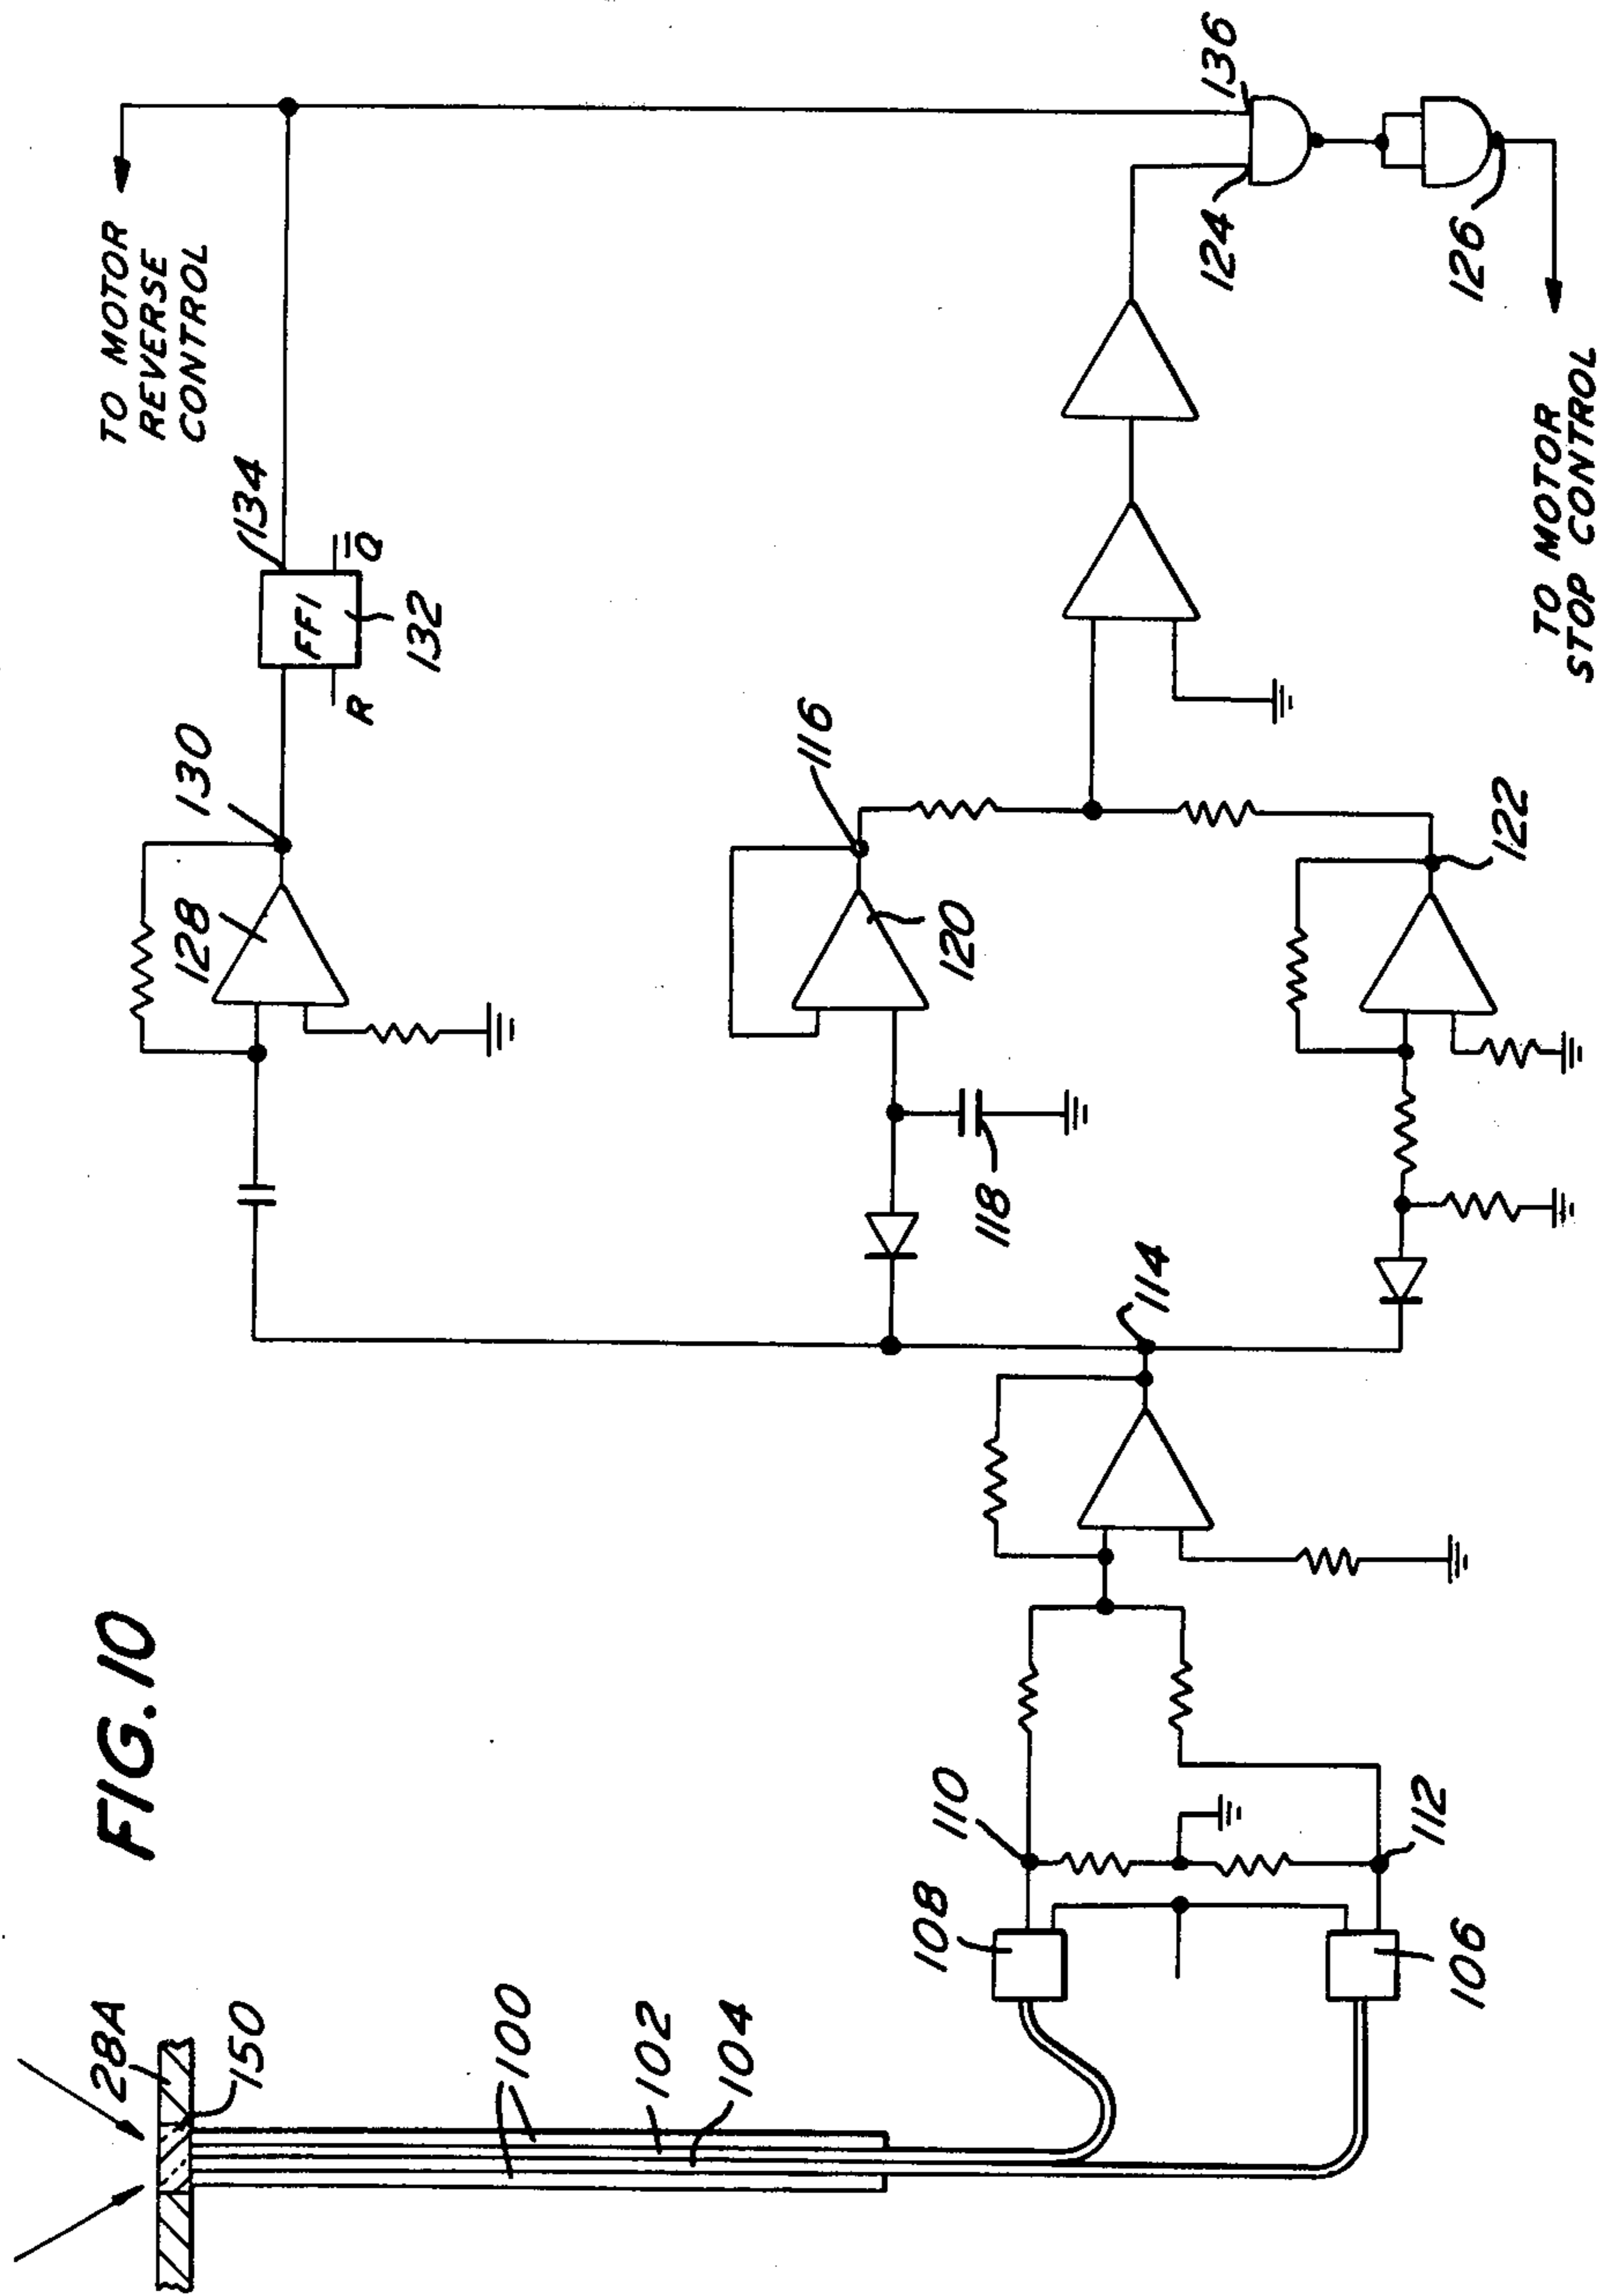 FIG. 10
28A
150
100
102
104
108
106
110
112
114
118
120
116
122
128
130
FF1
R
Q̅
132
134
TO MOTOR
REVERSE
CONTROL
124
136
126
TO MOTOR
STOP CONTROL